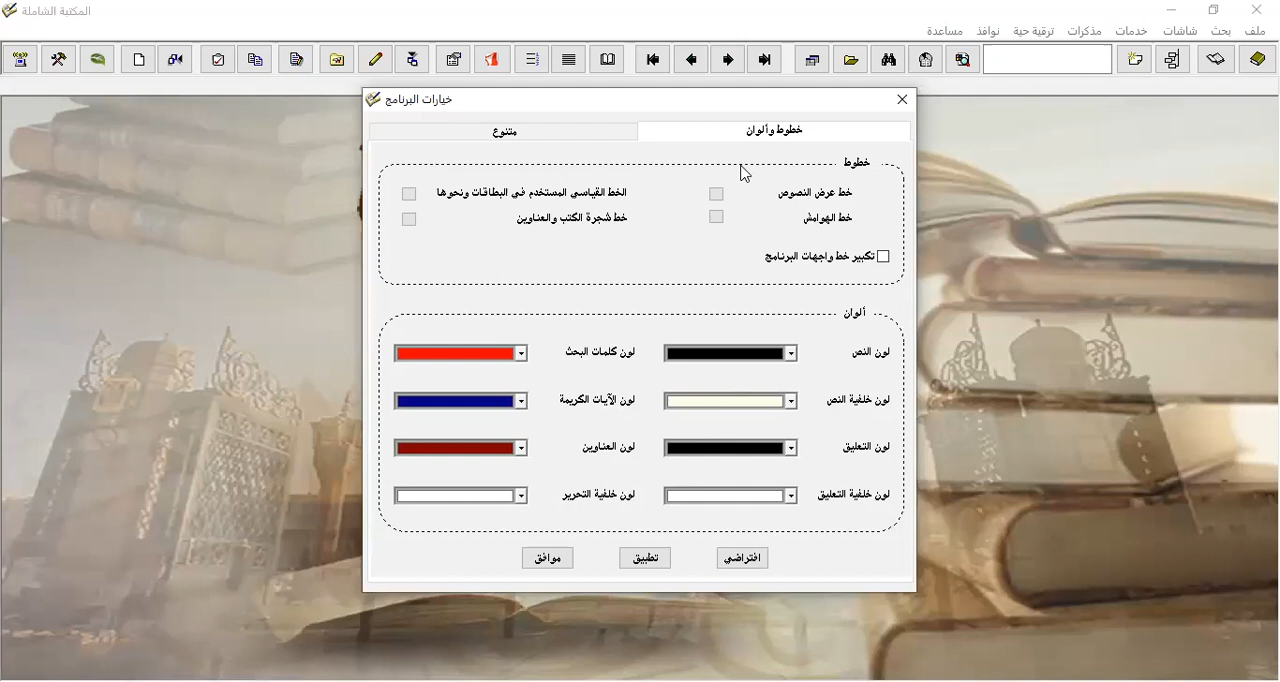 المكتبة الشاملة
ملف بحث شاشات خدمات مذكرات ترقية حية نوافذ مساعدة
خيارات البرنامج
خطوط وألوان متنوع
خطوط
خط عرض النصوص الخط القياسي المستخدم في البطاقات ونحوها
خط الهوامش خط شجرة الكتب والعناوين
تكبير خط واجهات البرنامج
ألوان
لون النص لون كلمات البحث
لون خلفية النص لون الآيات الكريمة
لون التعليق لون العناوين
لون خلفية التعليق لون خلفية التحرير
افتراضي تطبيق موافق